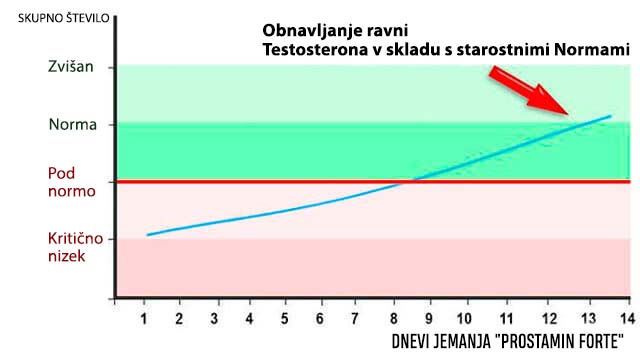 SKUPNO ŠTEVILO
Obnavljanje ravni
Testosterona v skladu s starostnimi Normami
Zvišan
Norma
Pod
normo
Kritično
nizek
1 2 3 4 5 6 7 8 9 10 11 12 13 14
DNEVI JEMANJA "PROSTAMIN FORTE"